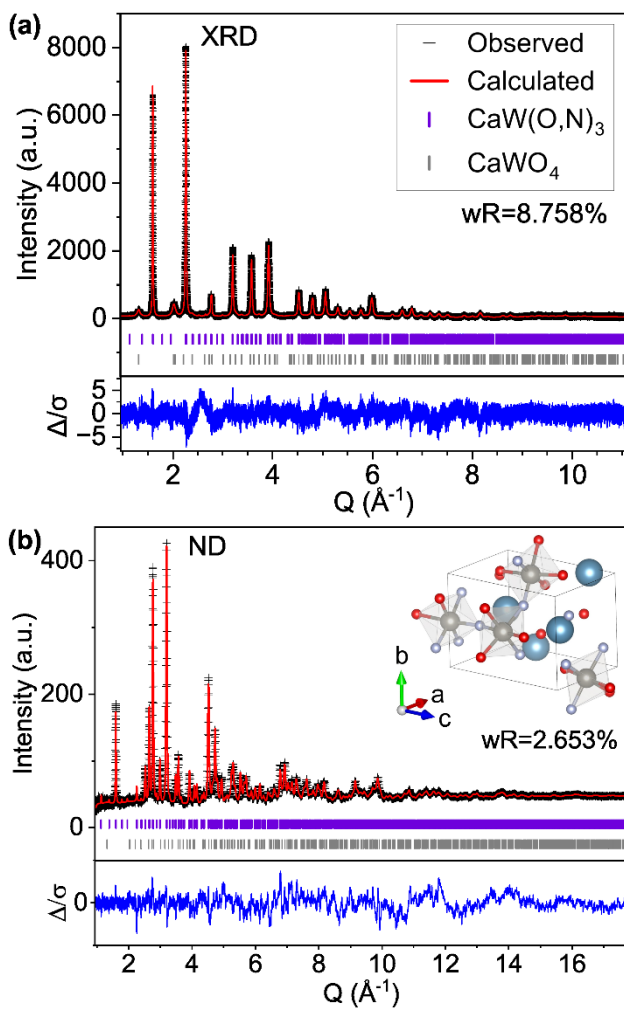 (a)
XRD
Observed
Calculated
CaW(O,N)₃
CaWO₄
wR=8.758%
Intensity (a.u.)
8000
6000
4000
2000
0
Δ/σ
5
0
−5
2 4 6 8 10
Q (Å⁻¹)
(b)
ND
b
a
c
wR=2.653%
Intensity (a.u.)
400
200
0
Δ/σ
0
2 4 6 8 10 12 14 16
Q (Å⁻¹)